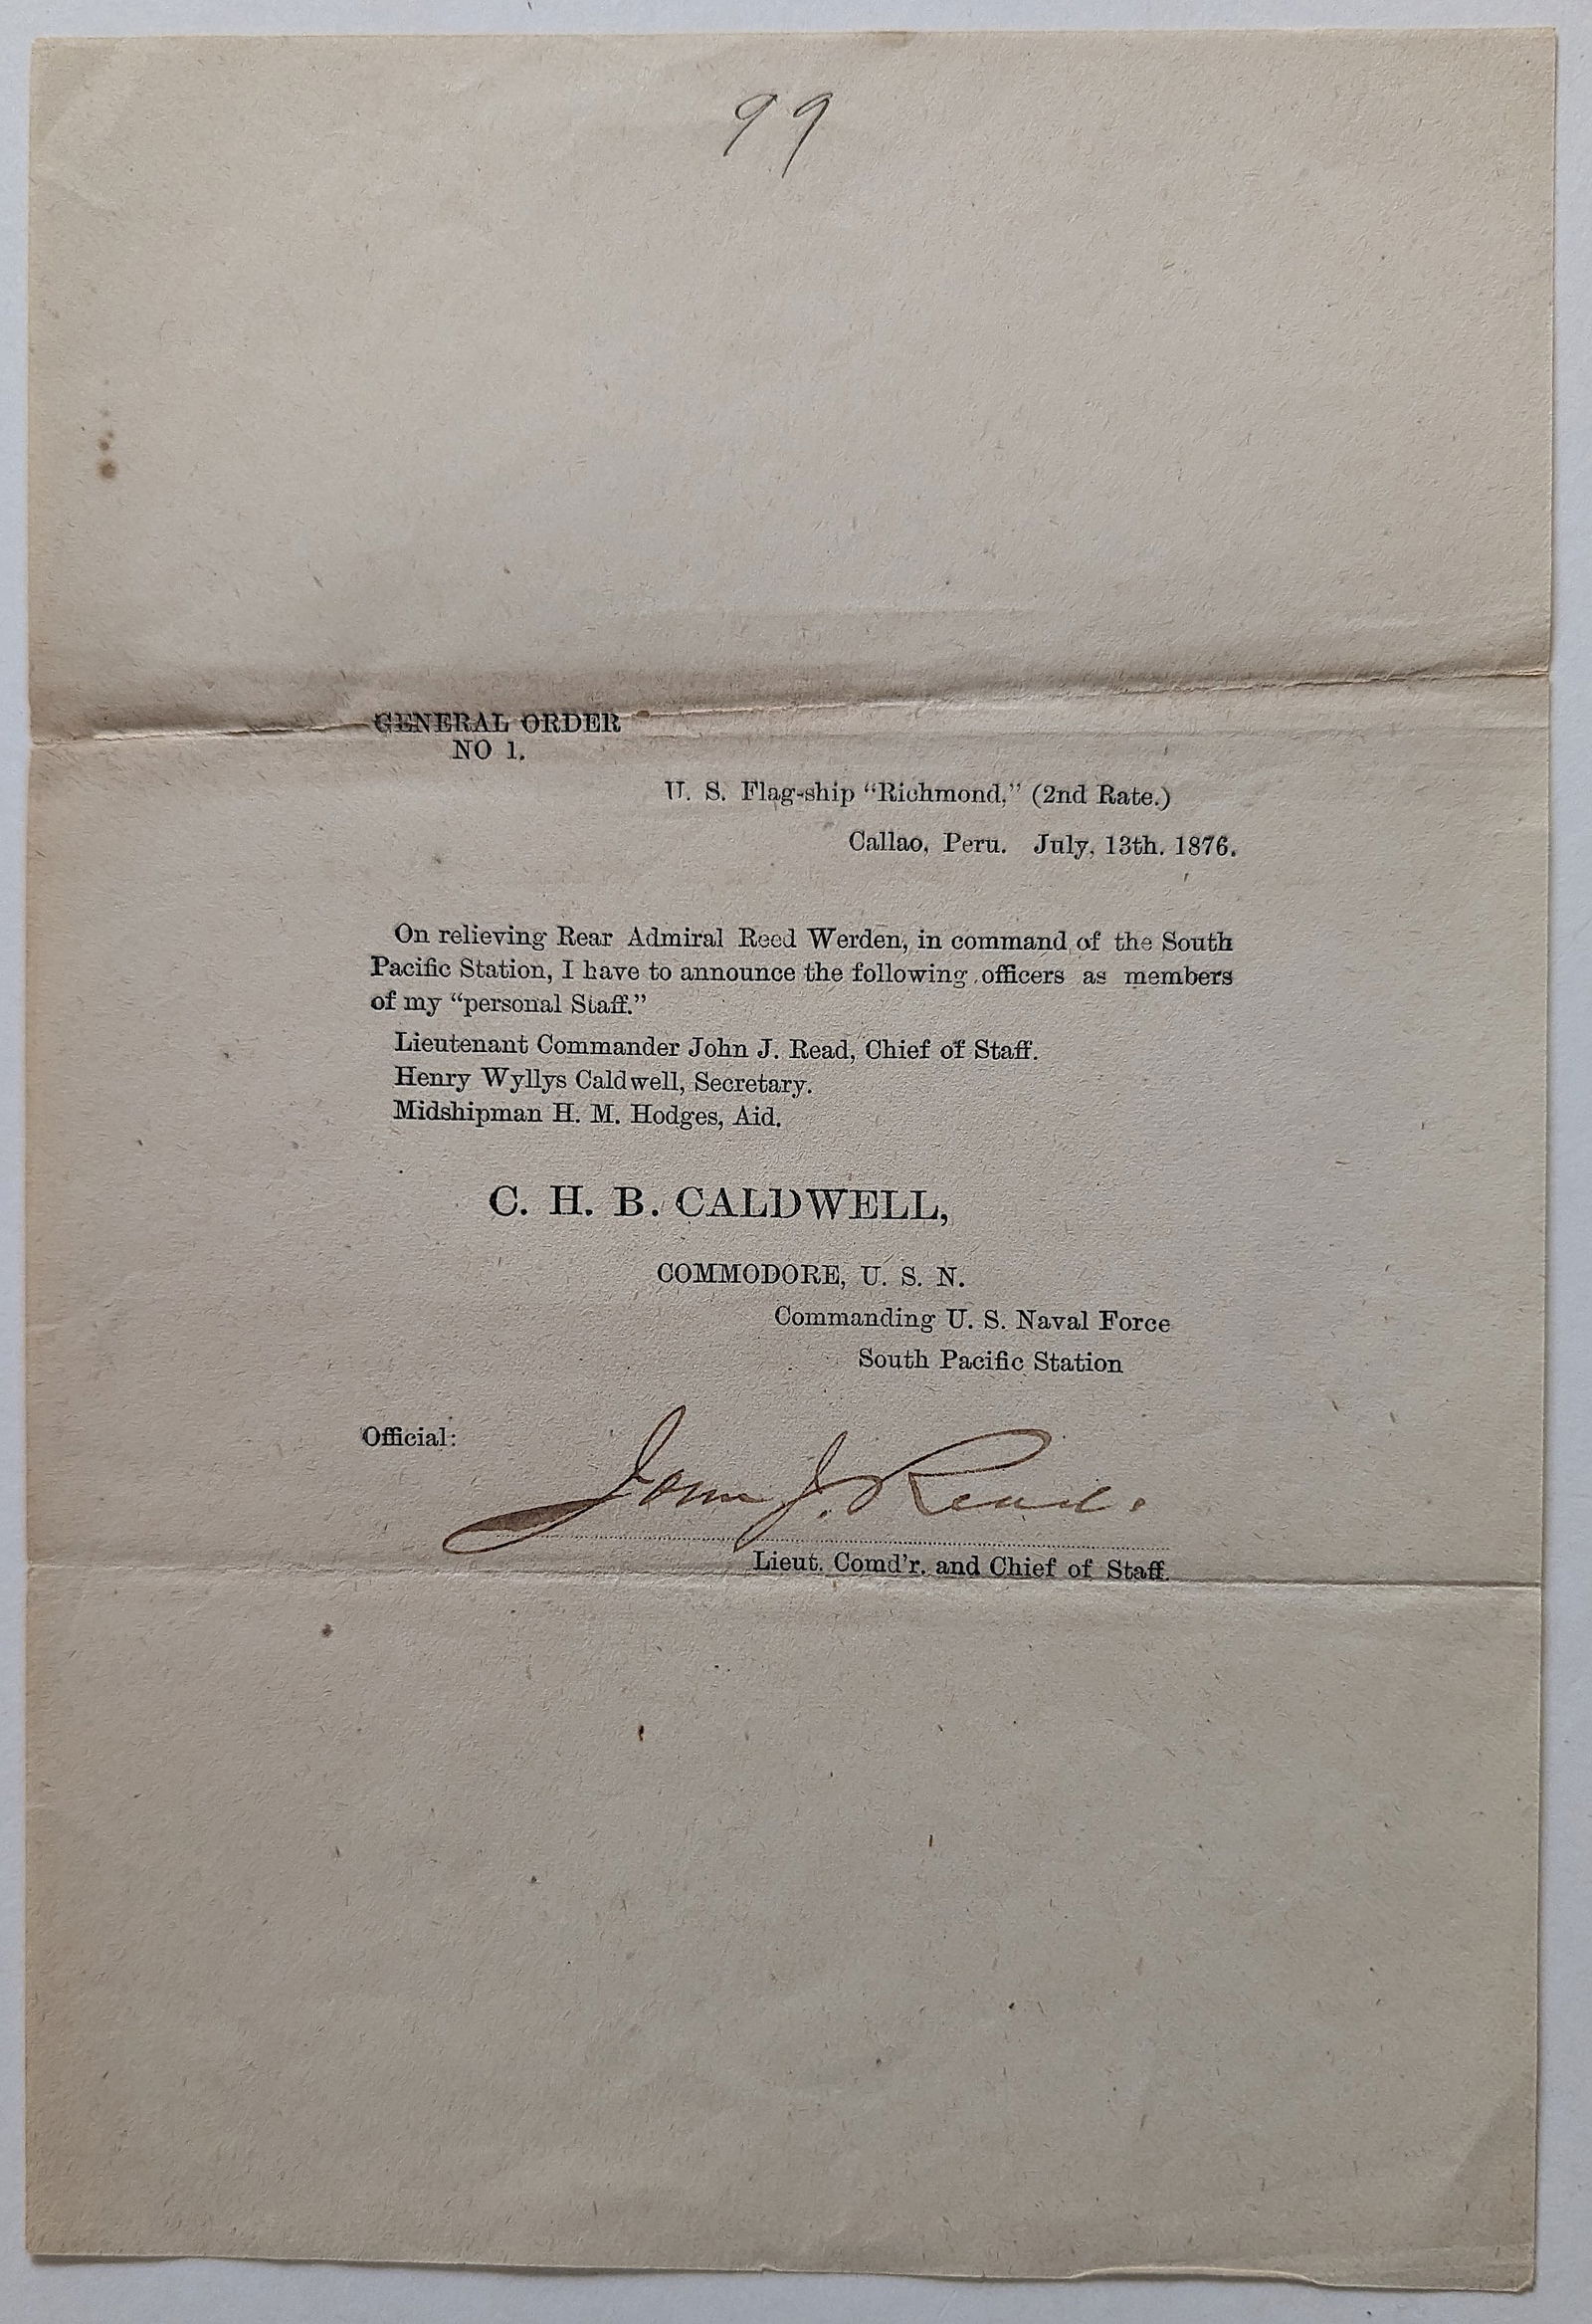 99
GENERAL ORDER
NO 1.
U. S. Flag-ship “Richmond,” (2nd Rate.)
Callao, Peru. July, 13th. 1876.
On relieving Rear Admiral Reed Werden, in command of the South
Pacific Station, I have to announce the following officers as members
of my “personal Staff.”
Lieutenant Commander John J. Read, Chief of Staff.
Henry Wyllys Caldwell, Secretary.
Midshipman H. M. Hodges, Aid.
C. H. B. CALDWELL,
COMMODORE, U. S. N.
Commanding U. S. Naval Force
South Pacific Station
Official:
John J. Read.
Lieut. Comd'r. and Chief of Staff.